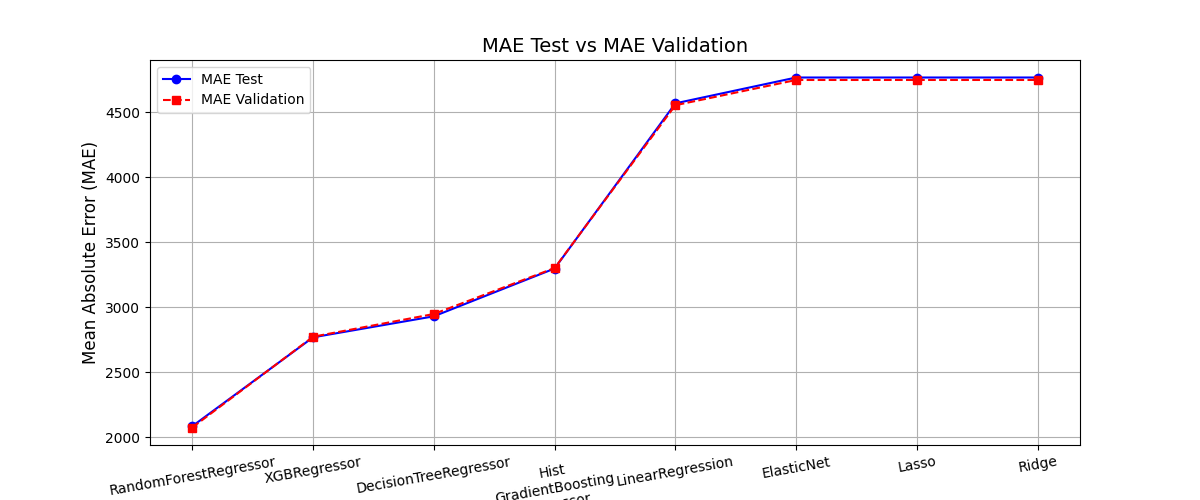 MAE Test vs MAE Validation
MAE Test
MAE Validation
Mean Absolute Error (MAE)
4500
4000
3500
3000
2500
2000
RandomForestRegressor
XGBRegressor
DecisionTreeRegressor
Hist
GradientBoosting
LinearRegression
ElasticNet
Lasso
Ridge